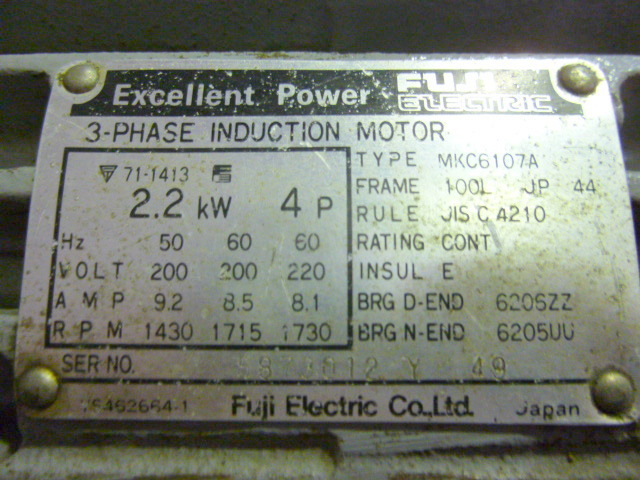 Excellent Power FUJI ELECTRIC
3-PHASE INDUCTION MOTOR
71-1413
2.2 kW 4 P
Hz 50 60 60
VOLT 200 200 220
AMP 9.2 8.5 8.1
RPM 1430 1715 1730
TYPE MKC6107A
FRAME 100L JP 44
RULE JIS C 4210
RATING CONT
INSUL E
BRG D-END 6206ZZ
BRG N-END 6205UU
SER NO. Y 49
Fuji Electric Co.,Ltd. Japan